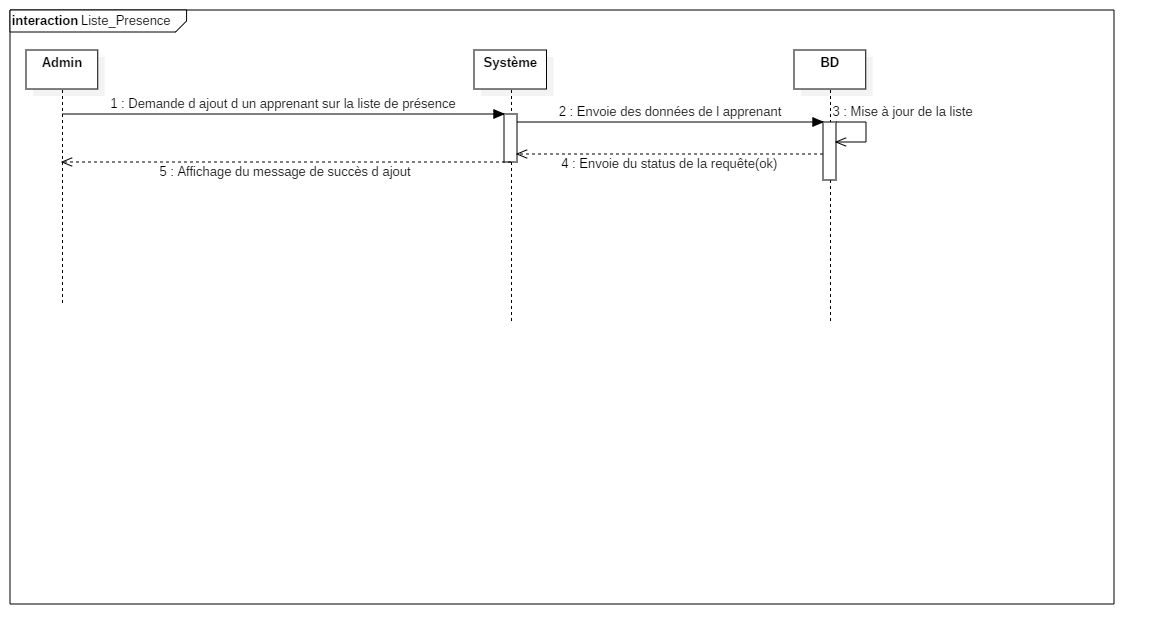 interaction Liste_Presence
Admin
Système
BD
1 : Demande d ajout d un apprenant sur la liste de présence
2 : Envoie des données de l apprenant
3 : Mise à jour de la liste
4 : Envoie du status de la requête(ok)
5 : Affichage du message de succès d ajout